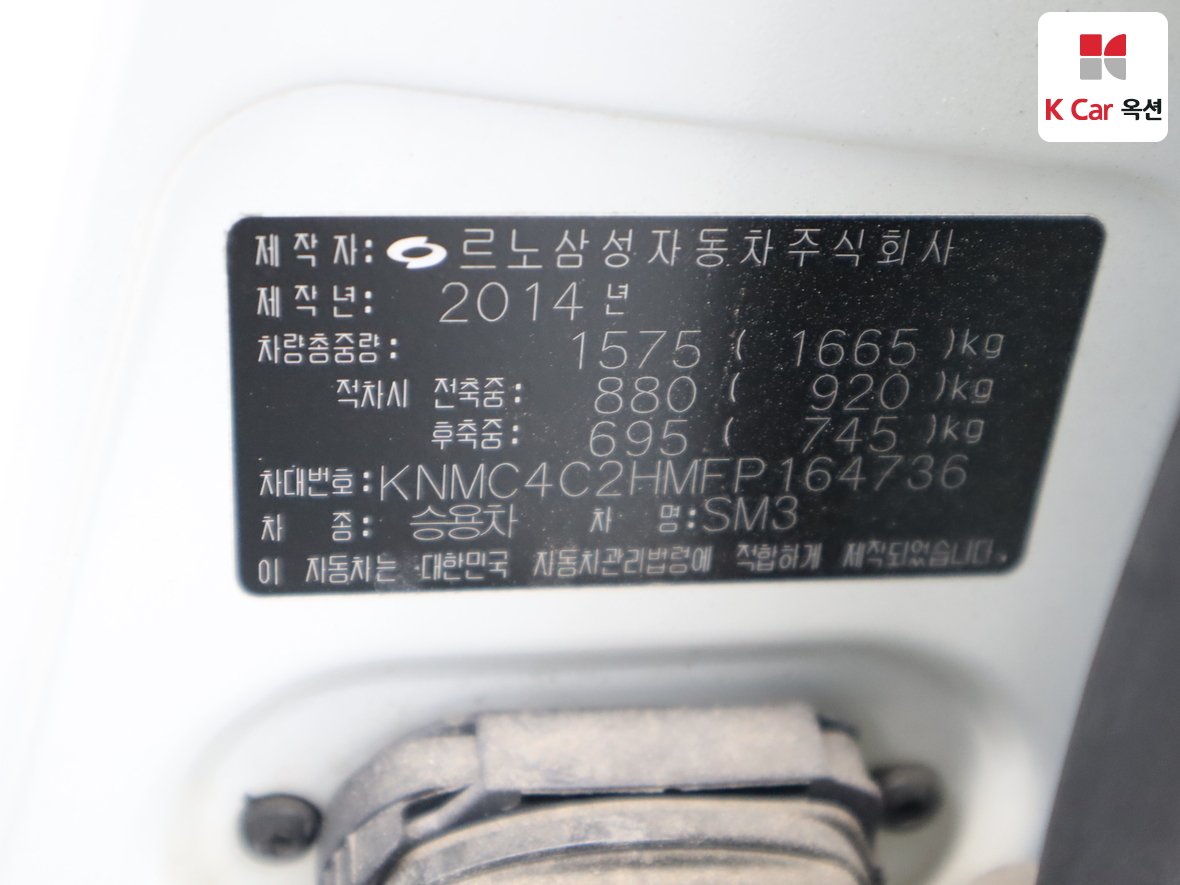 K Car 옥션
제 작 자: 르노삼성자동차주식회사
제 작 년: 2014 년
차량총중량: 1575 ( 1665 )kg
적차시 전축중: 880 ( 920 )kg
후축중: 695 ( 745 )kg
차대번호:KNMC4C2HMFP164736
차 종: 승용차 차 명:SM3
이 자동차는 대한민국 자동차관리법령에 적합하게 제작되었습니다.